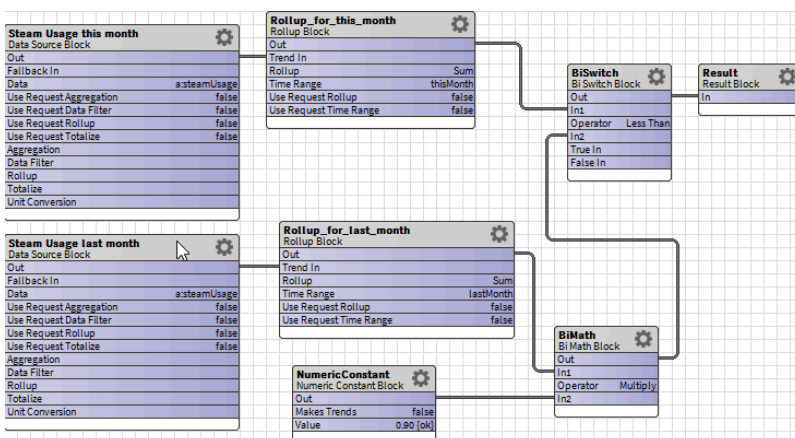 Steam Usage this month
Data Source Block
Out
Fallback In
Data a:steamUsage
Use Request Aggregation false
Use Request Data Filter false
Use Request Rollup false
Use Request Totalize false
Aggregation
Data Filter
Rollup
Totalize
Unit Conversion
Rollup_for_this_month
Rollup Block
Out
Trend In
Rollup Sum
Time Range thisMonth
Use Request Rollup false
Use Request Time Range false
BiSwitch
Bi Switch Block
Out
In1
Operator Less Than
In2
True In
False In
Result
Result Block
In
Steam Usage last month
Data Source Block
Out
Fallback In
Data a:steamUsage
Use Request Aggregation false
Use Request Data Filter false
Use Request Rollup false
Use Request Totalize false
Aggregation
Data Filter
Rollup
Totalize
Unit Conversion
Rollup_for_last_month
Rollup Block
Out
Trend In
Rollup Sum
Time Range lastMonth
Use Request Rollup false
Use Request Time Range false
NumericConstant
Numeric Constant Block
Out
Makes Trends false
Value 0.90 {ok}
BiMath
Bi Math Block
Out
In1
Operator Multiply
In2